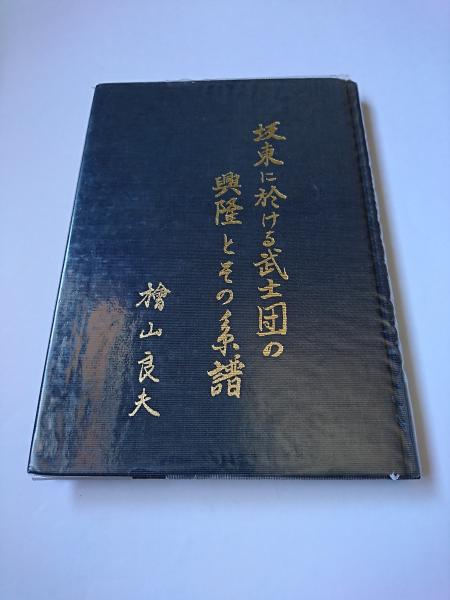 坂東に於ける武士団の
興隆とその系譜
檜山良夫